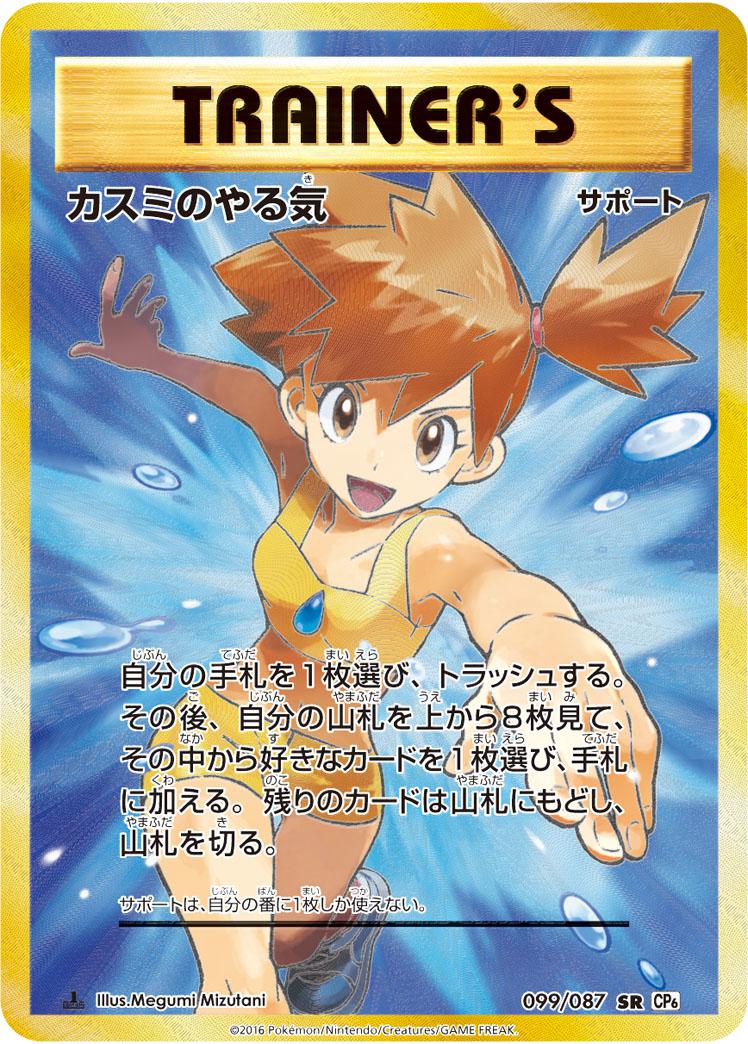 TRAINER'S
カスミのやる気
サポート
自分の手札を1枚選び、トラッシュする。
その後、自分の山札を上から8枚見て、
その中から好きなカードを1枚選び、手札
に加える。残りのカードは山札にもどし、
山札を切る。
サポートは、自分の番に1枚しか使えない。
1
Illus.Megumi Mizutani
099/087 SR CP6
©2016 Pokémon/Nintendo/Creatures/GAME FREAK.